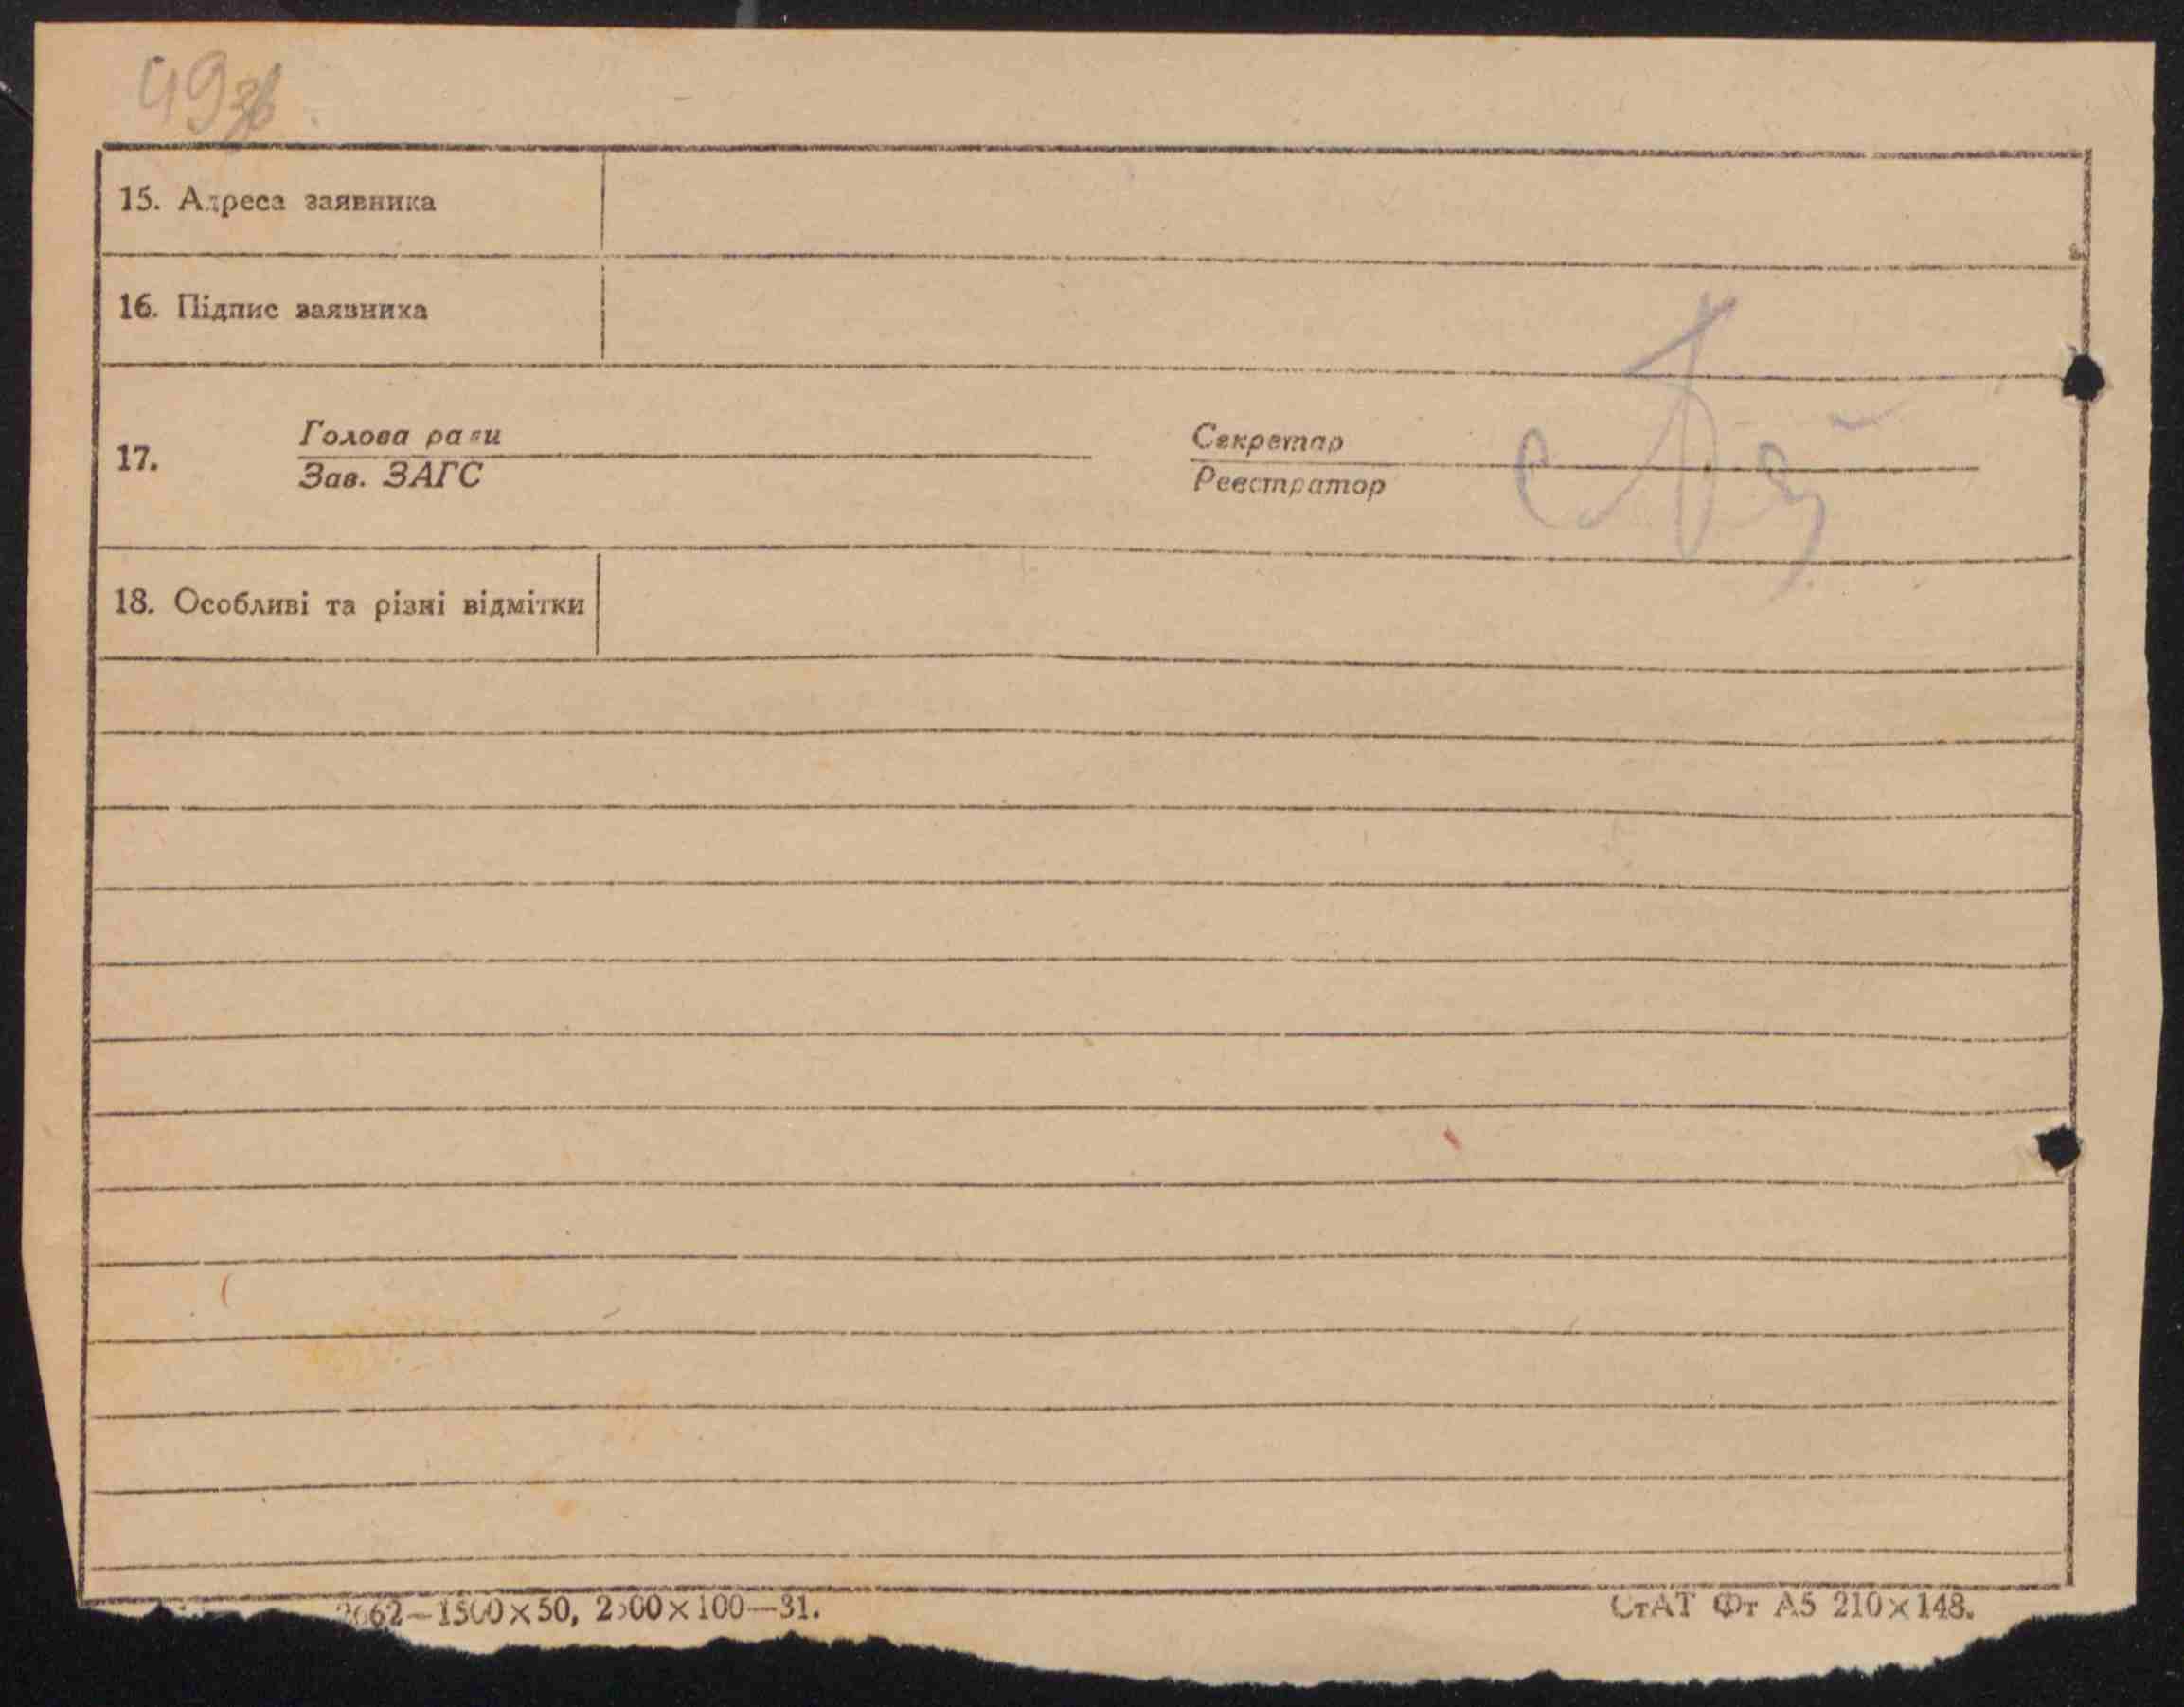 49зв.
15. Адреса заявника
16. Підпис заявника
17. Голова ради
Зав. ЗАГС
Секретар
Реєстратор
18. Особливі та різні відмітки
2662—1500×50, 2500×100—31.
СтАТ Фт А5 210×148.